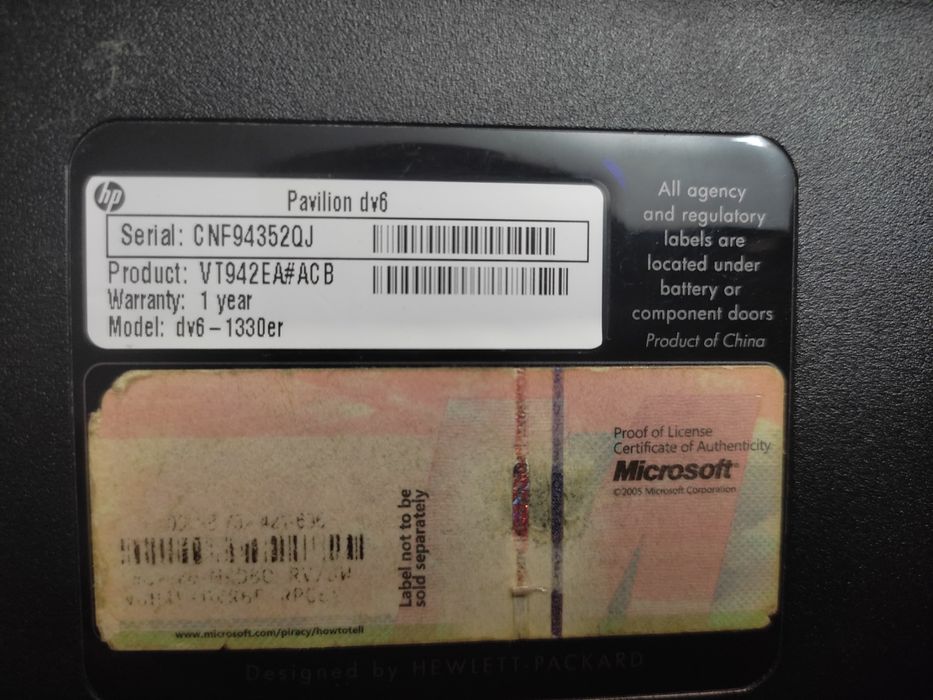 hp
Pavilion dv6
Serial: CNF94352QJ
Product: VT942EA#ACB
Warranty: 1 year
Model: dv6-1330er
All agency
and regulatory
labels are
located under
battery or
component doors
Product of China
Proof of License
Certificate of Authenticity
Microsoft®
©2005 Microsoft Corporation
Label not to be
sold separately
www.microsoft.com/piracy/howtotell
Designed by HEWLETT-PACKARD